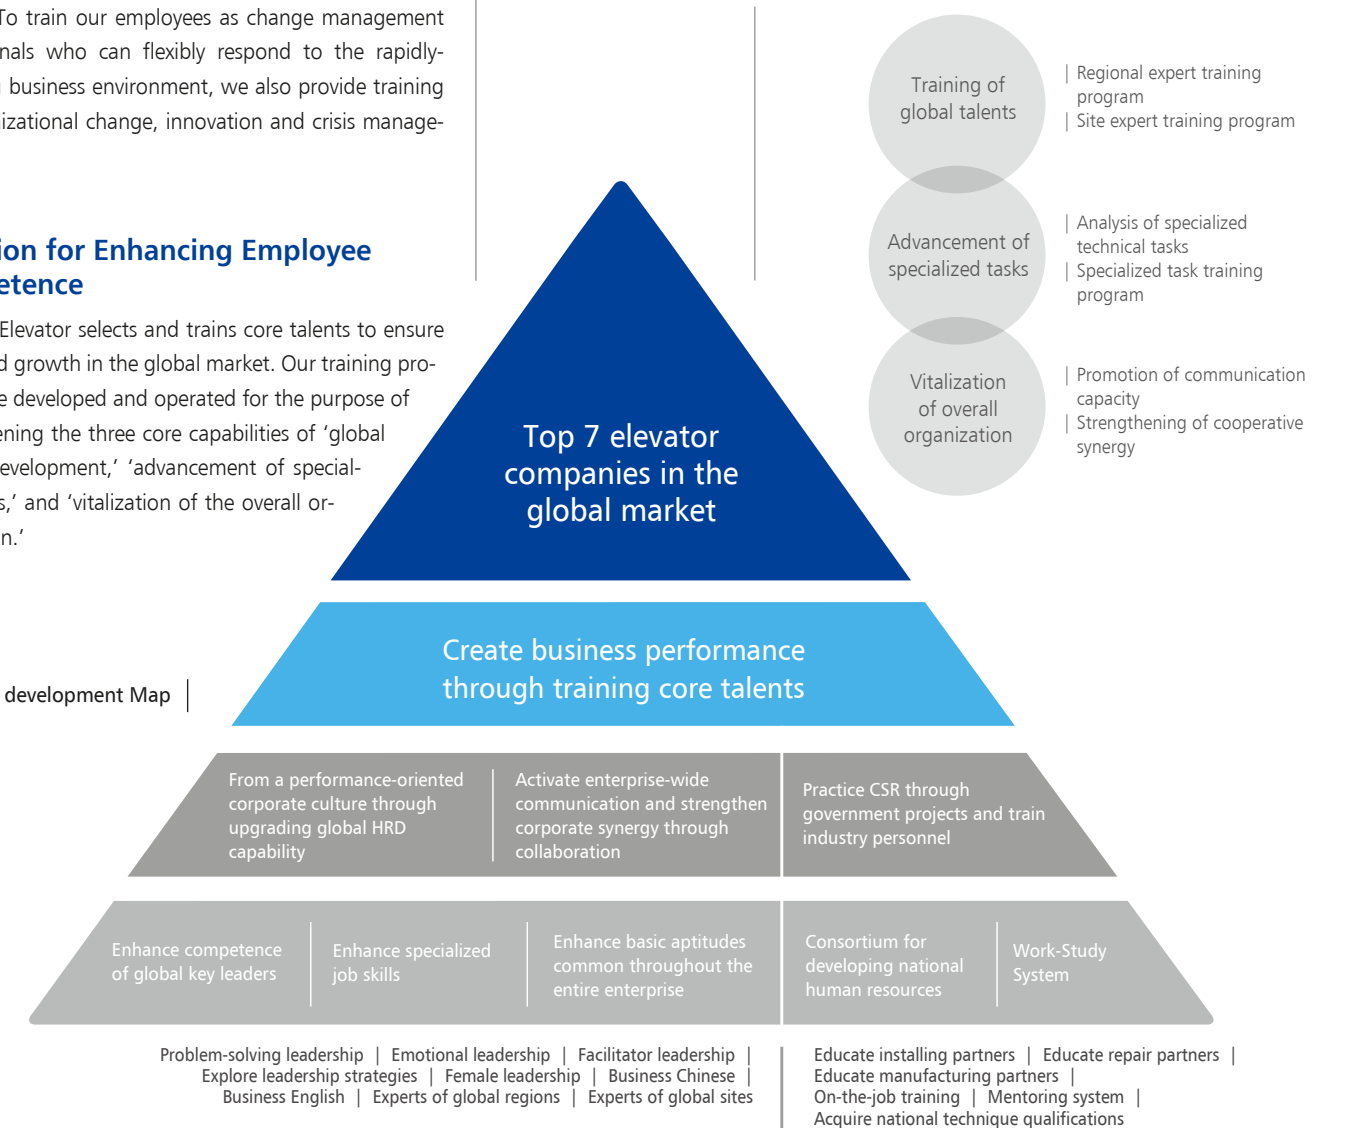 To train our employees as change management
nals who can flexibly respond to the rapidly-
business environment, we also provide training
nizational change, innovation and crisis manage-
ion for Enhancing Employee
etence
Elevator selects and trains core talents to ensure
d growth in the global market. Our training pro-
e developed and operated for the purpose of
ening the three core capabilities of ‘global
evelopment,’ ‘advancement of special-
s,’ and ‘vitalization of the overall or-
n.’
Training of
global talents
| Regional expert training
program
| Site expert training program
Advancement of
specialized tasks
| Analysis of specialized
technical tasks
| Specialized task training
program
Vitalization
of overall
organization
| Promotion of communication
capacity
| Strengthening of cooperative
synergy
Top 7 elevator
companies in the
global market
development Map |
Create business performance
through training core talents
From a performance-oriented
corporate culture through
upgrading global HRD
capability
Activate enterprise-wide
communication and strengthen
corporate synergy through
collaboration
Practice CSR through
government projects and train
industry personnel
Enhance competence
of global key leaders
Enhance specialized
job skills
Enhance basic aptitudes
common throughout the
entire enterprise
Consortium for
developing national
human resources
Work-Study
System
Problem-solving leadership | Emotional leadership | Facilitator leadership |
Explore leadership strategies | Female leadership | Business Chinese |
Business English | Experts of global regions | Experts of global sites
Educate installing partners | Educate repair partners |
Educate manufacturing partners |
On-the-job training | Mentoring system |
Acquire national technique qualifications